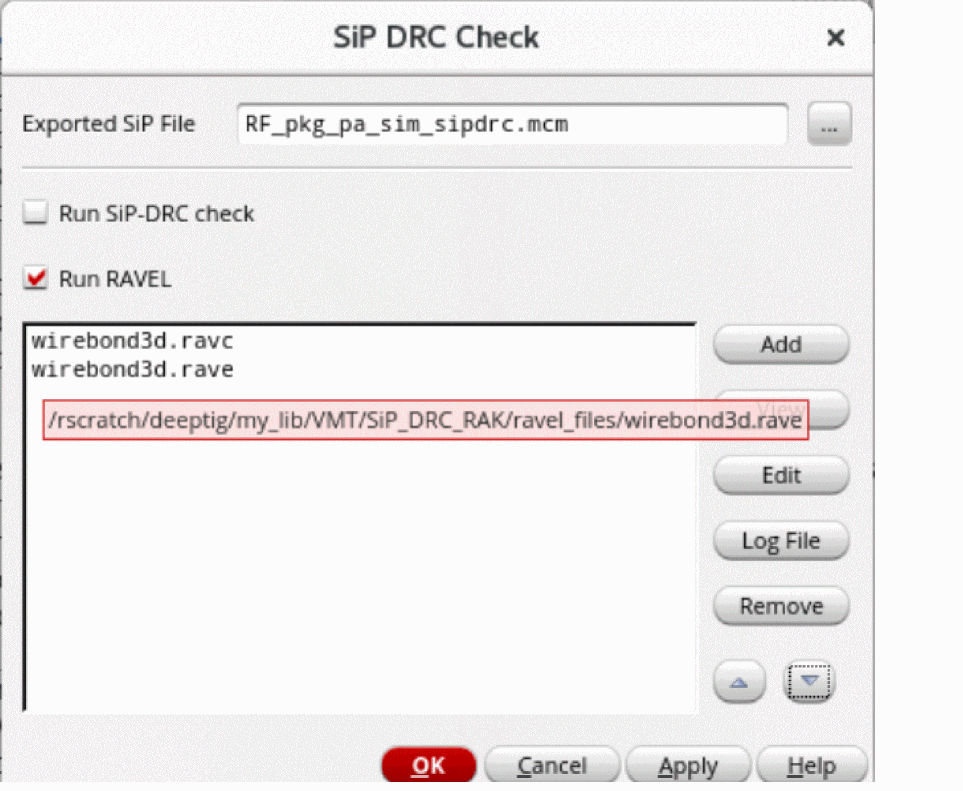 SiP DRC Check
Exported SiP File RF_pkg_pa_sim_sipdrc.mcm ...
Run SiP-DRC check
Run RAVEL
wirebond3d.ravc
wirebond3d.rave
/rscratch/deeptig/my_lib/VMT/SiP_DRC_RAK/ravel_files/wirebond3d.rave
Add
View
Edit
Log File
Remove
OK Cancel Apply Help